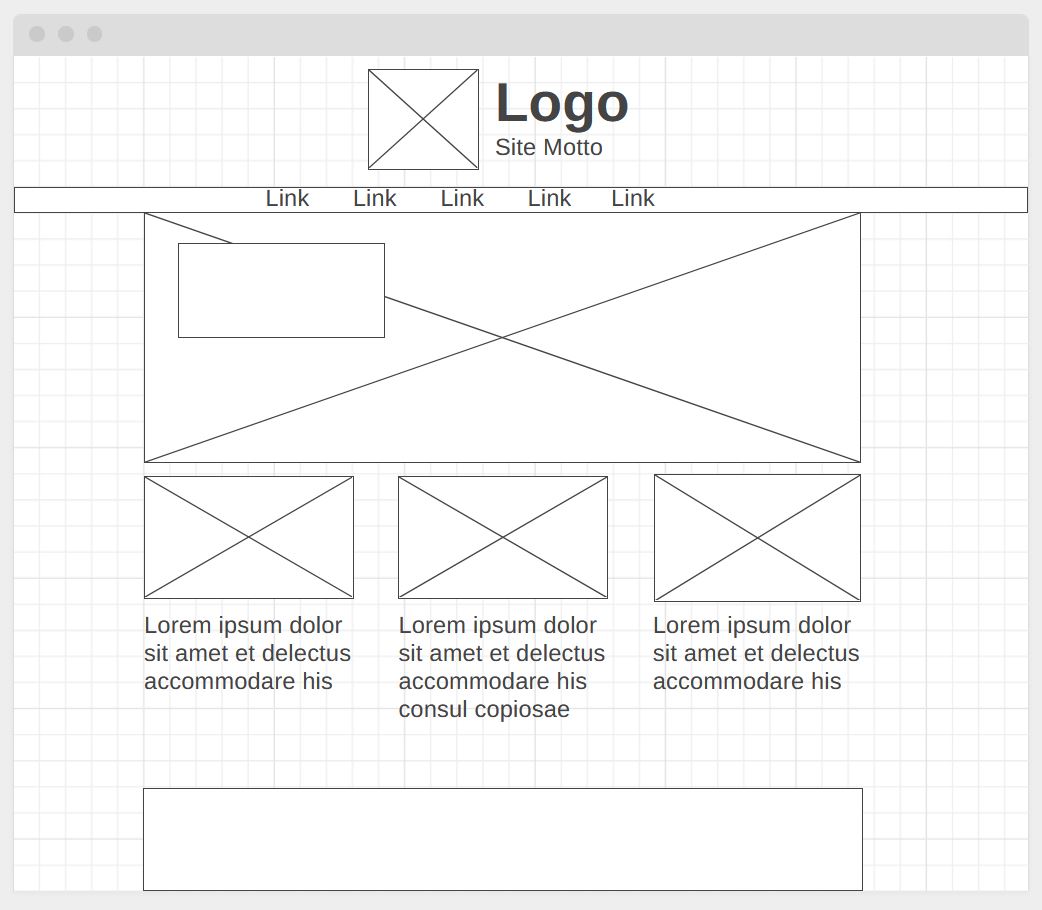 Logo
Site Motto
Link Link Link Link Link
Lorem ipsum dolor
sit amet et delectus
accommodare his
Lorem ipsum dolor
sit amet et delectus
accommodare his
consul copiosae
Lorem ipsum dolor
sit amet et delectus
accommodare his